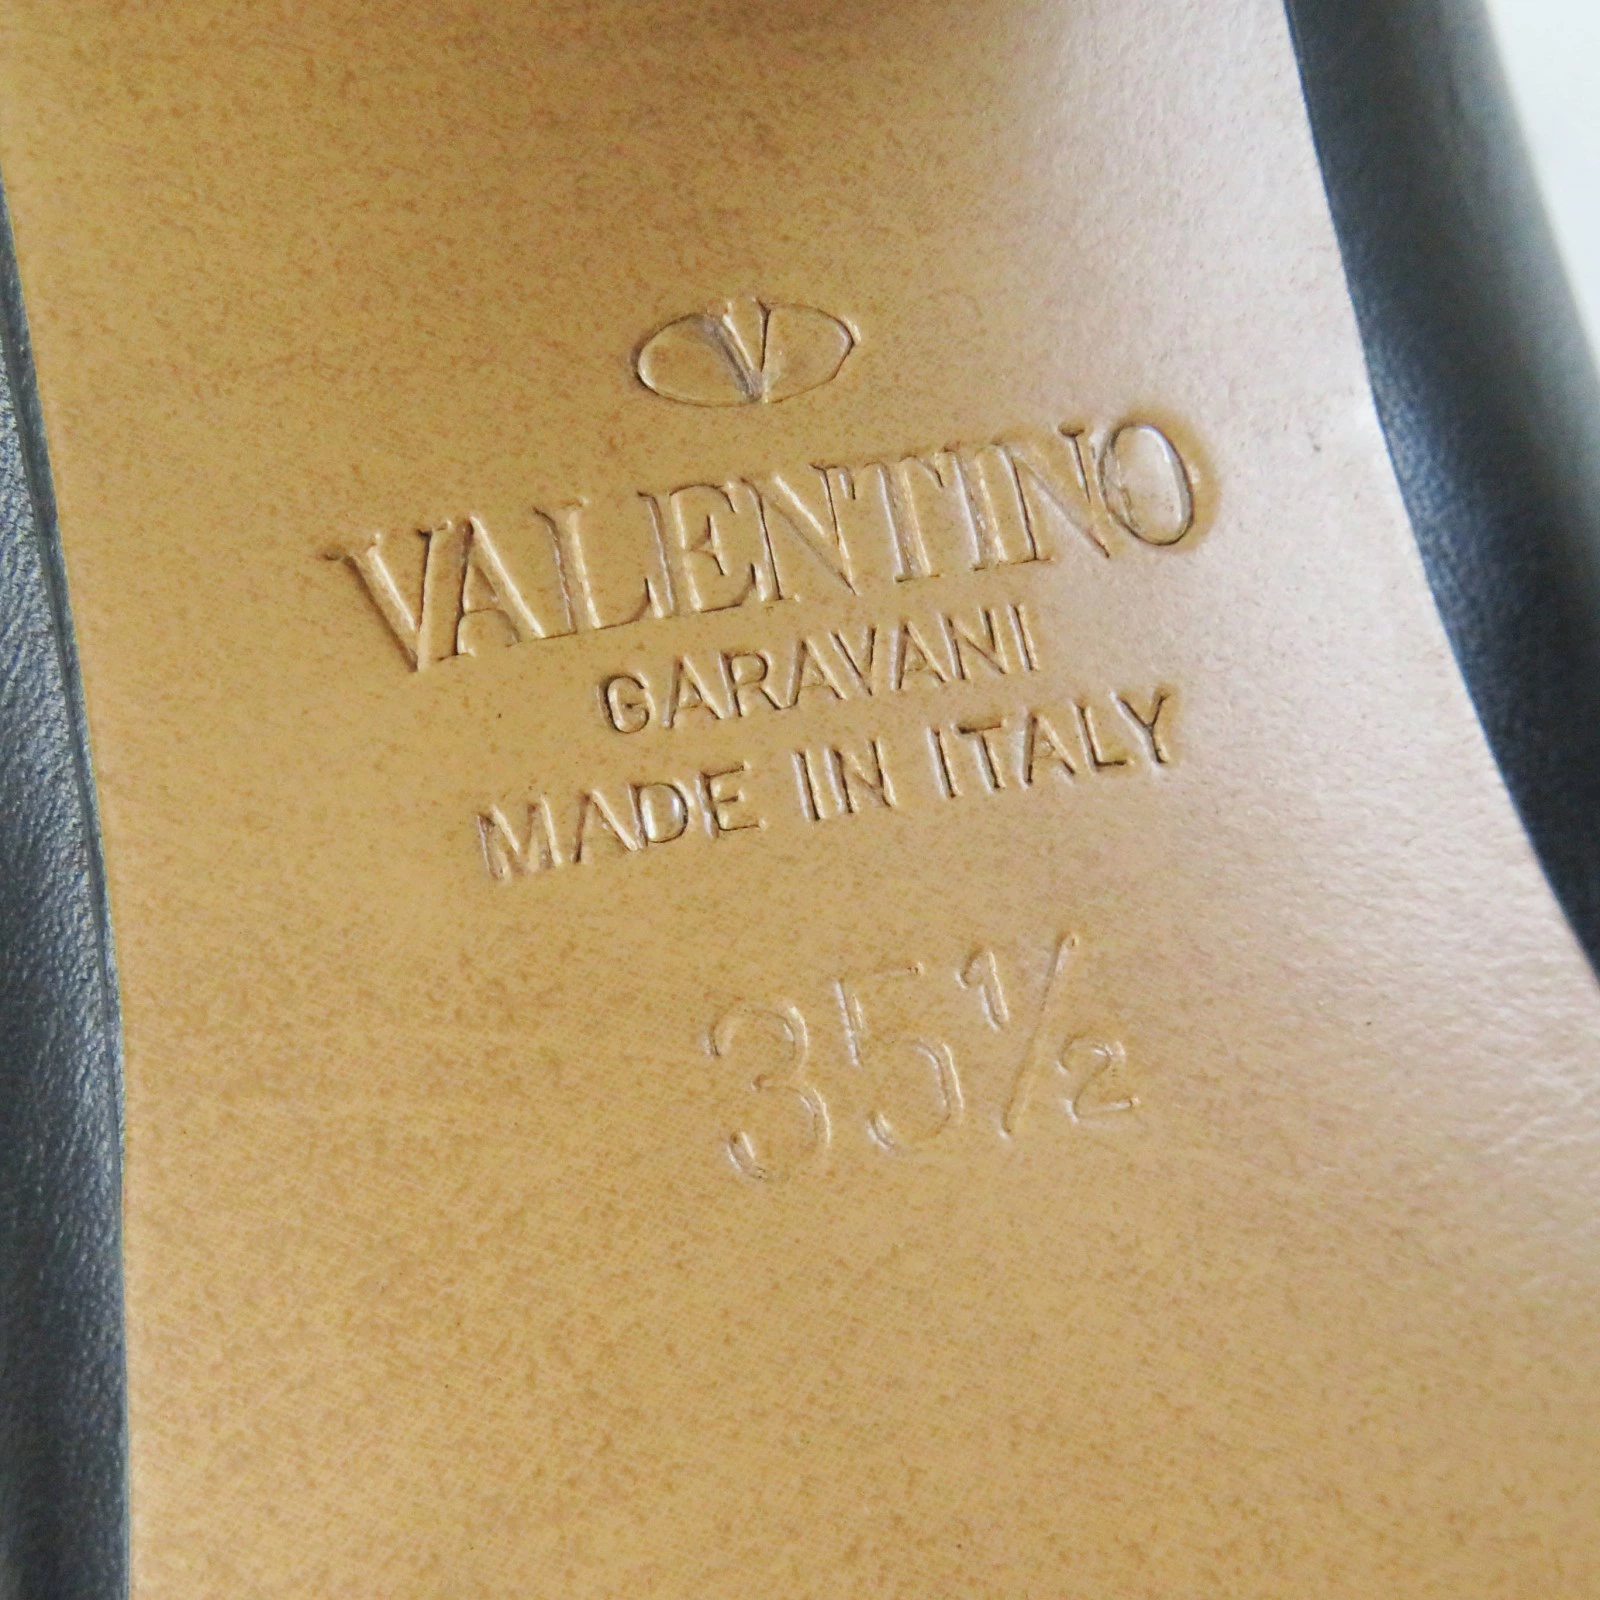 V
VALENTINO
GARAVANI
MADE IN ITALY
35½